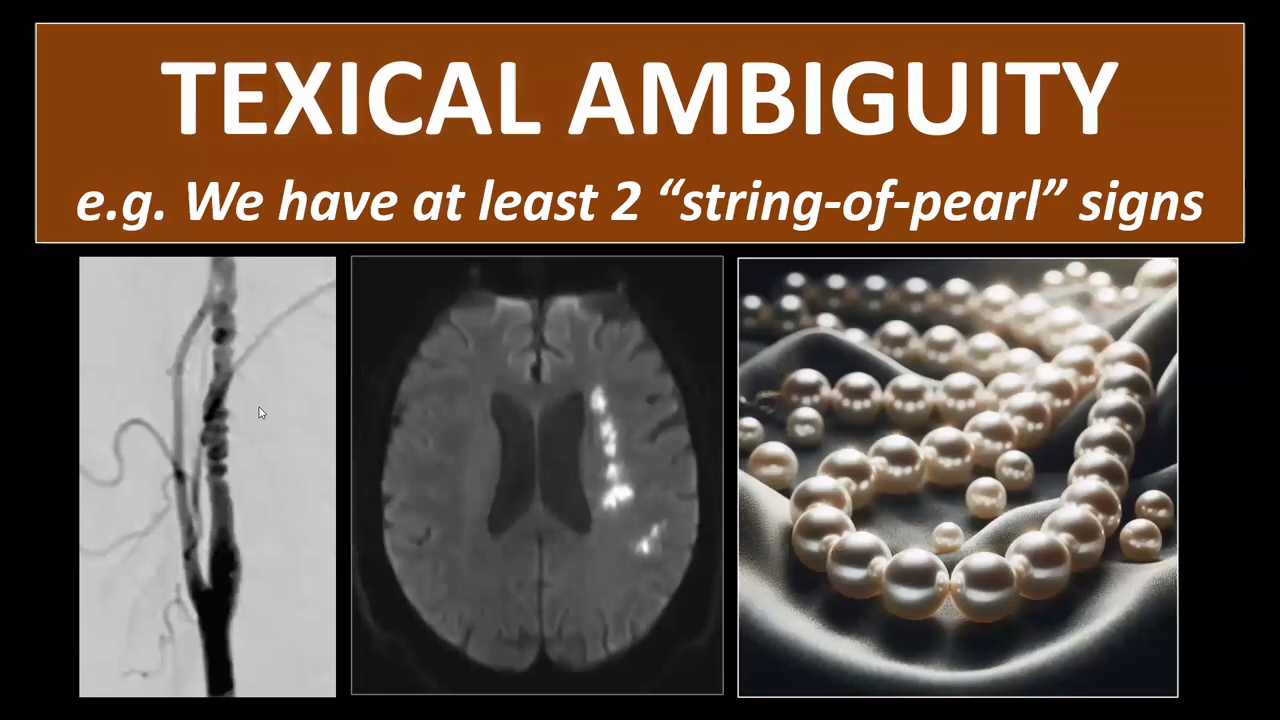 TEXICAL AMBIGUITY
e.g. We have at least 2 “string-of-pearl” signs